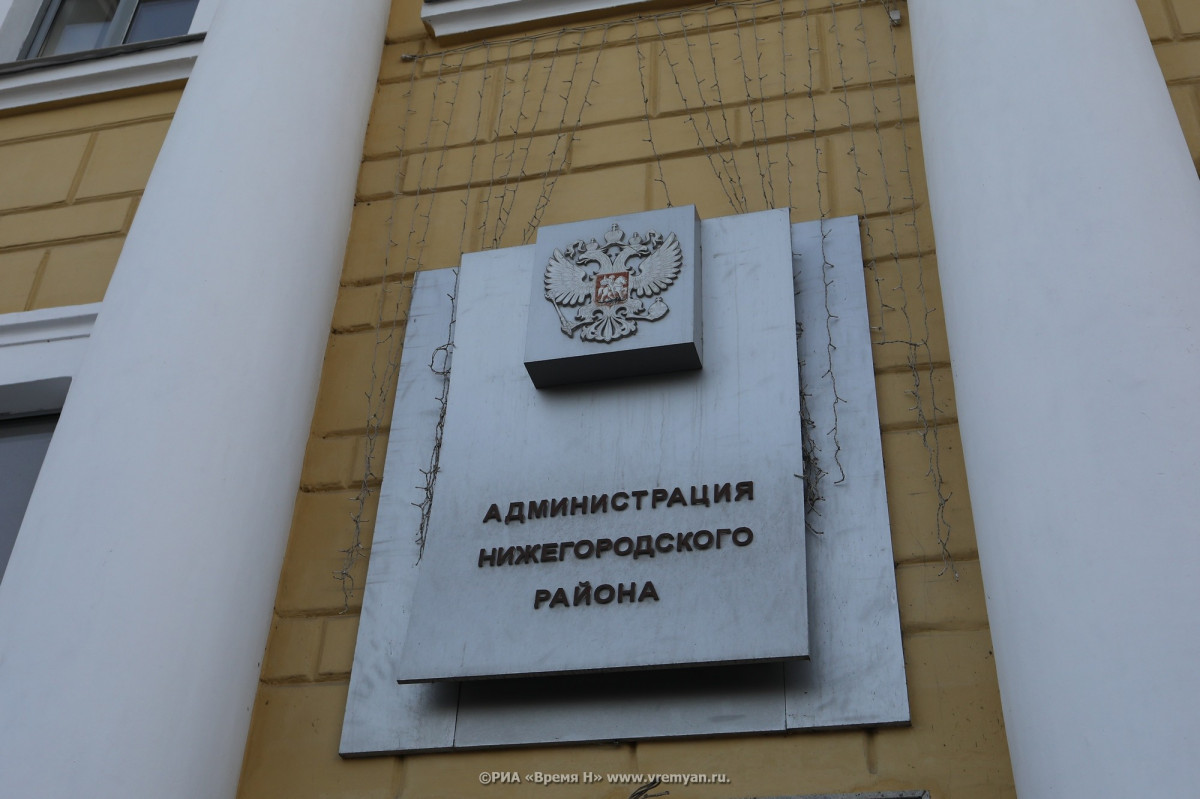 АДМИНИСТРАЦИЯ
НИЖЕГОРОДСКОГО
РАЙОНА
©РИА «Время Н» www.vremyan.ru.